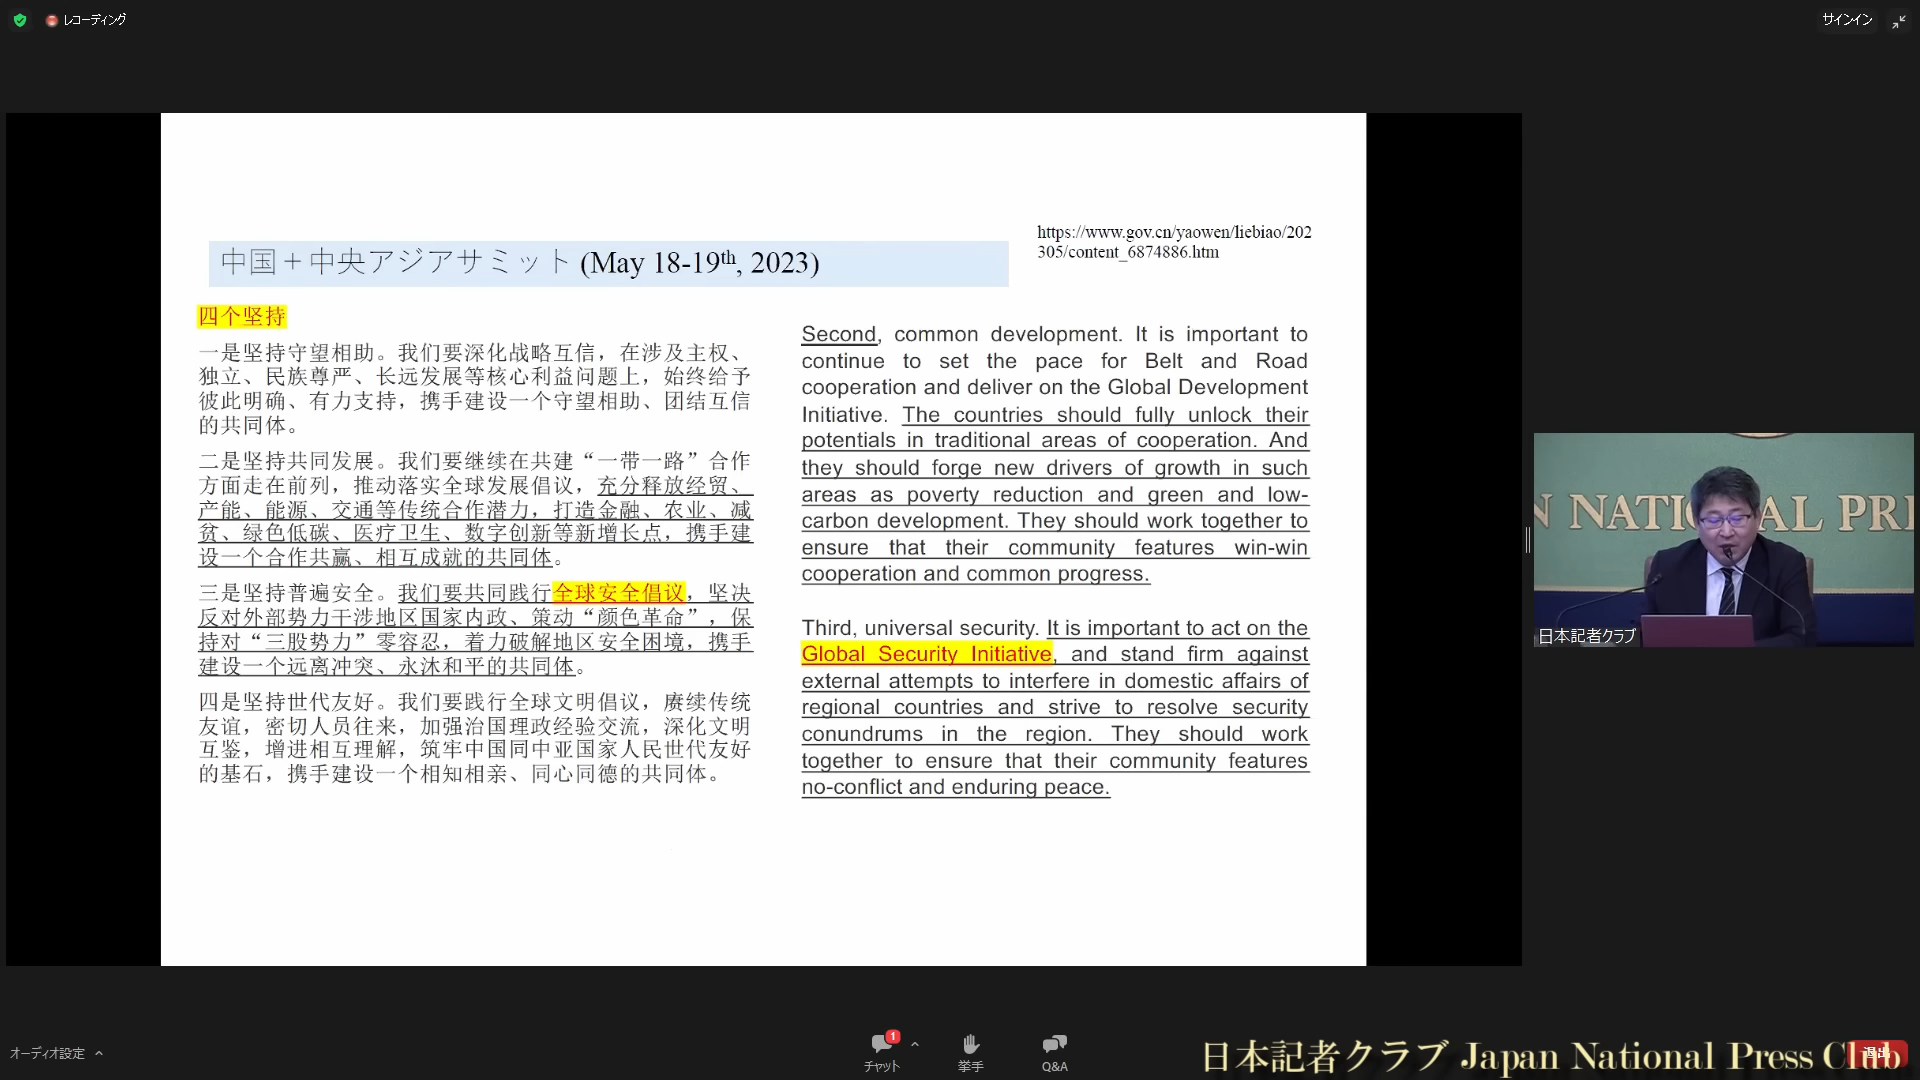 レコーディング
サインイン
https://www.gov.cn/yaowen/liebiao/202
305/content_6874886.htm
中国＋中央アジアサミット (May 18-19th, 2023)
四个坚持
一是坚持守望相助。我们要深化战略互信，在涉及主权、
独立、民族尊严、长远发展等核心利益问题上，始终给予
彼此明确、有力支持，携手建设一个守望相助、团结互信
的共同体。
二是坚持共同发展。我们要继续在共建“一带一路”合作
方面走在前列，推动落实全球发展倡议，充分释放经贸、
产能、能源、交通等传统合作潜力，打造金融、农业、减
贫、绿色低碳、医疗卫生、数字创新等新增长点，携手建
设一个合作共赢、相互成就的共同体。
三是坚持普遍安全。我们要共同践行全球安全倡议，坚决
反对外部势力干涉地区国家内政、策动“颜色革命”，保
持对“三股势力”零容忍，着力破解地区安全困境，携手
建设一个远离冲突、永沐和平的共同体。
四是坚持世代友好。我们要践行全球文明倡议，赓续传统
友谊，密切人员往来，加强治国理政经验交流，深化文明
互鉴，增进相互理解，筑牢中国同中亚国家人民世代友好
的基石，携手建设一个相知相亲、同心同德的共同体。
Second, common development. It is important to
continue to set the pace for Belt and Road
cooperation and deliver on the Global Development
Initiative. The countries should fully unlock their
potentials in traditional areas of cooperation. And
they should forge new drivers of growth in such
areas as poverty reduction and green and low-
carbon development. They should work together to
ensure that their community features win-win
cooperation and common progress.
Third, universal security. It is important to act on the
Global Security Initiative, and stand firm against
external attempts to interfere in domestic affairs of
regional countries and strive to resolve security
conundrums in the region. They should work
together to ensure that their community features
no-conflict and enduring peace.
N NATIONAL PRE
日本記者クラブ
オーディオ設定
1
チャット
挙手
Q&A
日本記者クラブ Japan National Press Club
退出